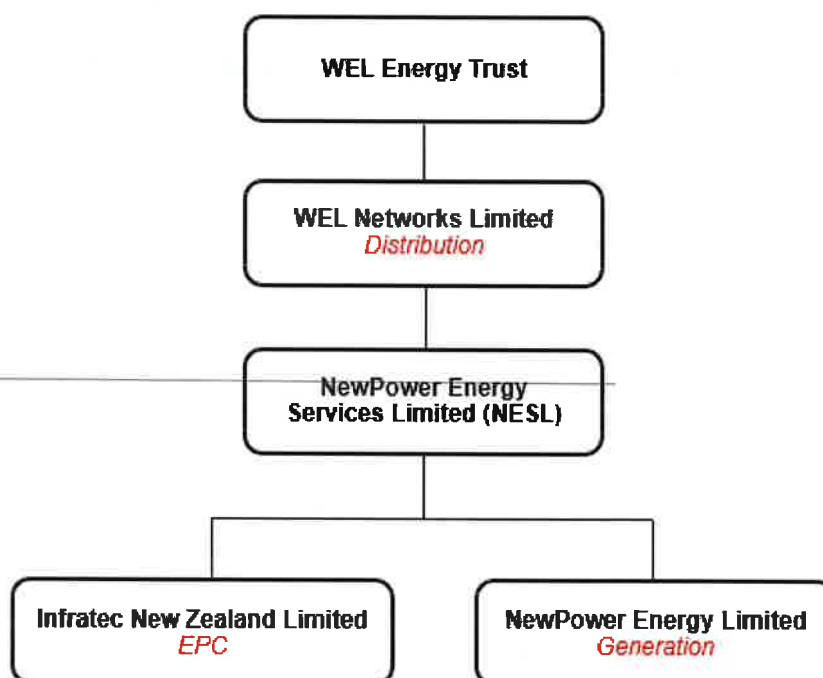 WEL Energy Trust
WEL Networks Limited
Distribution
NewPower Energy
Services Limited (NESL)
Infratec New Zealand Limited
EPC
NewPower Energy Limited
Generation